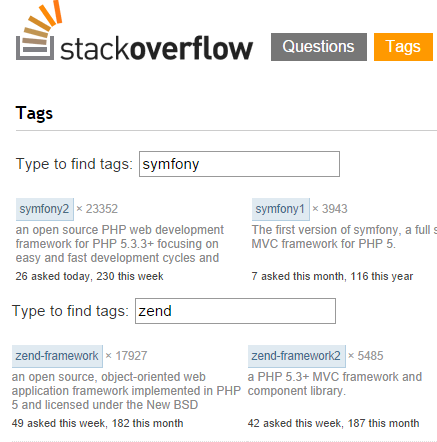 stackoverflow
Questions Tags
Tags
Type to find tags: symfony
symfony2 × 23352 symfony1 × 3943
an open source PHP web development The first version of symfony, a full s
framework for PHP 5.3.3+ focusing on MVC framework for PHP 5.
easy and fast development cycles and
26 asked today, 230 this week 7 asked this month, 116 this year
Type to find tags: zend
zend-framework × 17927 zend-framework2 × 5485
an open source, object-oriented web a PHP 5.3+ MVC framework and
application framework implemented in PHP component library.
5 and licensed under the New BSD
49 asked this week, 182 this month 42 asked this week, 187 this month